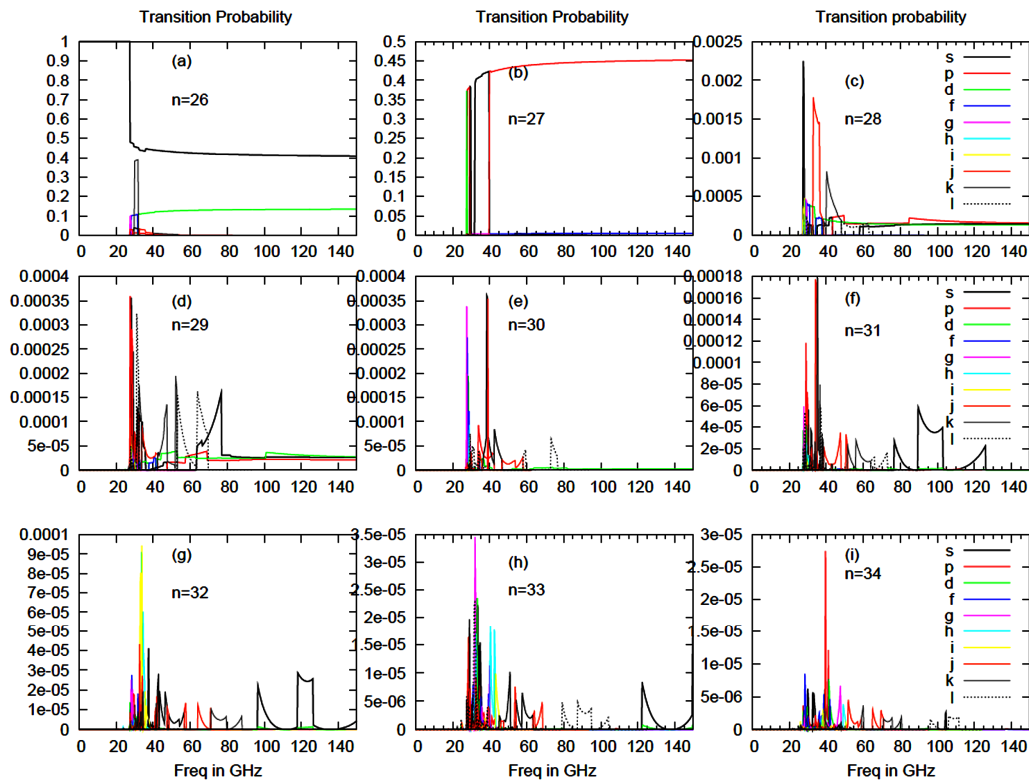 Transition Probability
Transition Probability
Transition probability
1
0.9
0.8
0.7
0.6
0.5
0.4
0.3
0.2
0.1
0
(a)
n=26
0 20 40 60 80 100 120 140
0.5
0.45
0.4
0.35
0.3
0.25
0.2
0.15
0.1
0.05
0
(b)
n=27
0 20 40 60 80 100 120 140
0.0025
0.002
0.0015
0.001
0.0005
0
(c)
n=28
s
p
d
f
g
h
i
j
k
l
0 20 40 60 80 100 120 140
0.0004
0.00035
0.0003
0.00025
0.0002
0.00015
0.0001
5e-05
0
(d)
n=29
0 20 40 60 80 100 120 140
0.0004
0.00035
0.0003
0.00025
0.0002
0.00015
0.0001
5e-05
0
(e)
n=30
0 20 40 60 80 100 120 140
0.00018
0.00016
0.00014
0.00012
0.0001
8e-05
6e-05
4e-05
2e-05
0
(f)
n=31
s
p
d
f
g
h
i
j
k
l
0 20 40 60 80 100 120 140
0.0001
9e-05
8e-05
7e-05
6e-05
5e-05
4e-05
3e-05
2e-05
1e-05
0
(g)
n=32
0 20 40 60 80 100 120 140
Freq in GHz
3.5e-05
3e-05
2.5e-05
2e-05
1.5e-05
1e-05
5e-06
0
(h)
n=33
0 20 40 60 80 100 120 140
Freq in GHz
3e-05
2.5e-05
2e-05
1.5e-05
1e-05
5e-06
0
(i)
n=34
s
p
d
f
g
h
i
j
k
l
0 20 40 60 80 100 120 140
Freq in GHz